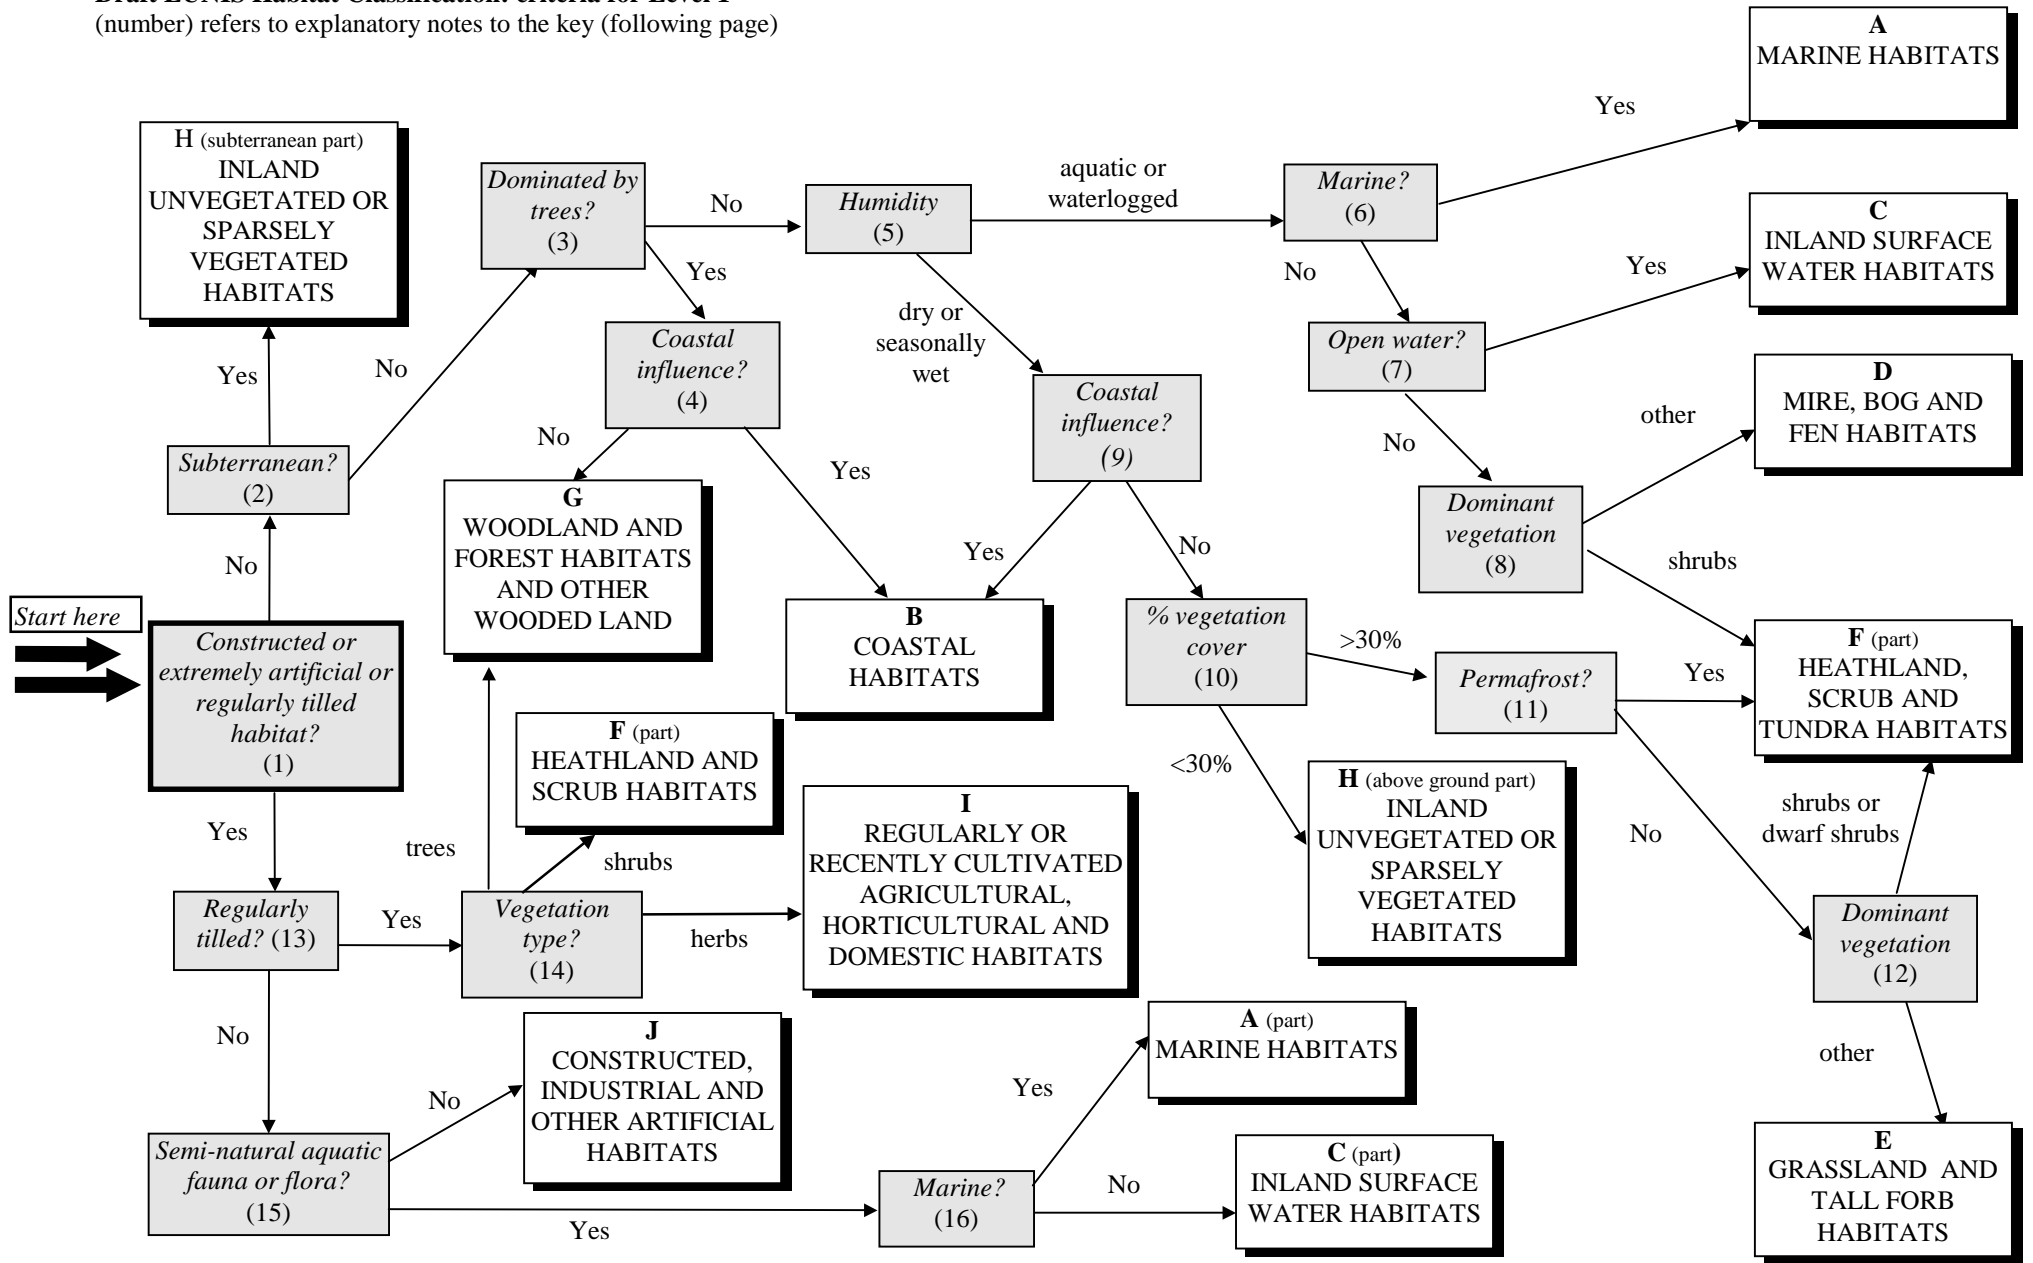 Draft EUNIS Habitat Classification: criteria for Level 1
(number) refers to explanatory notes to the key (following page)
A
MARINE HABITATS
Yes
H (subterranean part)
INLAND
UNVEGETATED OR
SPARSELY
VEGETATED
HABITATS
Dominated by
trees?
(3)
No
Humidity
(5)
aquatic or
waterlogged
Marine?
(6)
C
INLAND SURFACE
WATER HABITATS
Yes
No
Yes
dry or
seasonally
wet
Coastal
influence?
(4)
Open water?
(7)
D
MIRE, BOG AND
FEN HABITATS
other
Yes
No
Coastal
influence?
(9)
No
Yes
No
Subterranean?
(2)
G
WOODLAND AND
FOREST HABITATS
AND OTHER
WOODED LAND
Dominant
vegetation
(8)
shrubs
No
Yes
No
Start here
Constructed or
extremely artificial or
regularly tilled
habitat?
(1)
B
COASTAL
HABITATS
% vegetation
cover
(10)
>30%
Permafrost?
(11)
Yes
F (part)
HEATHLAND,
SCRUB AND
TUNDRA HABITATS
F (part)
HEATHLAND AND
SCRUB HABITATS
<30%
H (above ground part)
INLAND
UNVEGETATED OR
SPARSELY
VEGETATED
HABITATS
No
shrubs or
dwarf shrubs
Yes
trees
shrubs
I
REGULARLY OR
RECENTLY CULTIVATED
AGRICULTURAL,
HORTICULTURAL AND
DOMESTIC HABITATS
Regularly
tilled? (13)
Yes
Vegetation
type?
(14)
herbs
Dominant
vegetation
(12)
No
J
CONSTRUCTED,
INDUSTRIAL AND
OTHER ARTIFICIAL
HABITATS
No
A (part)
MARINE HABITATS
Yes
other
Semi-natural aquatic
fauna or flora?
(15)
Yes
Marine?
(16)
No
C (part)
INLAND SURFACE
WATER HABITATS
E
GRASSLAND AND
TALL FORB
HABITATS